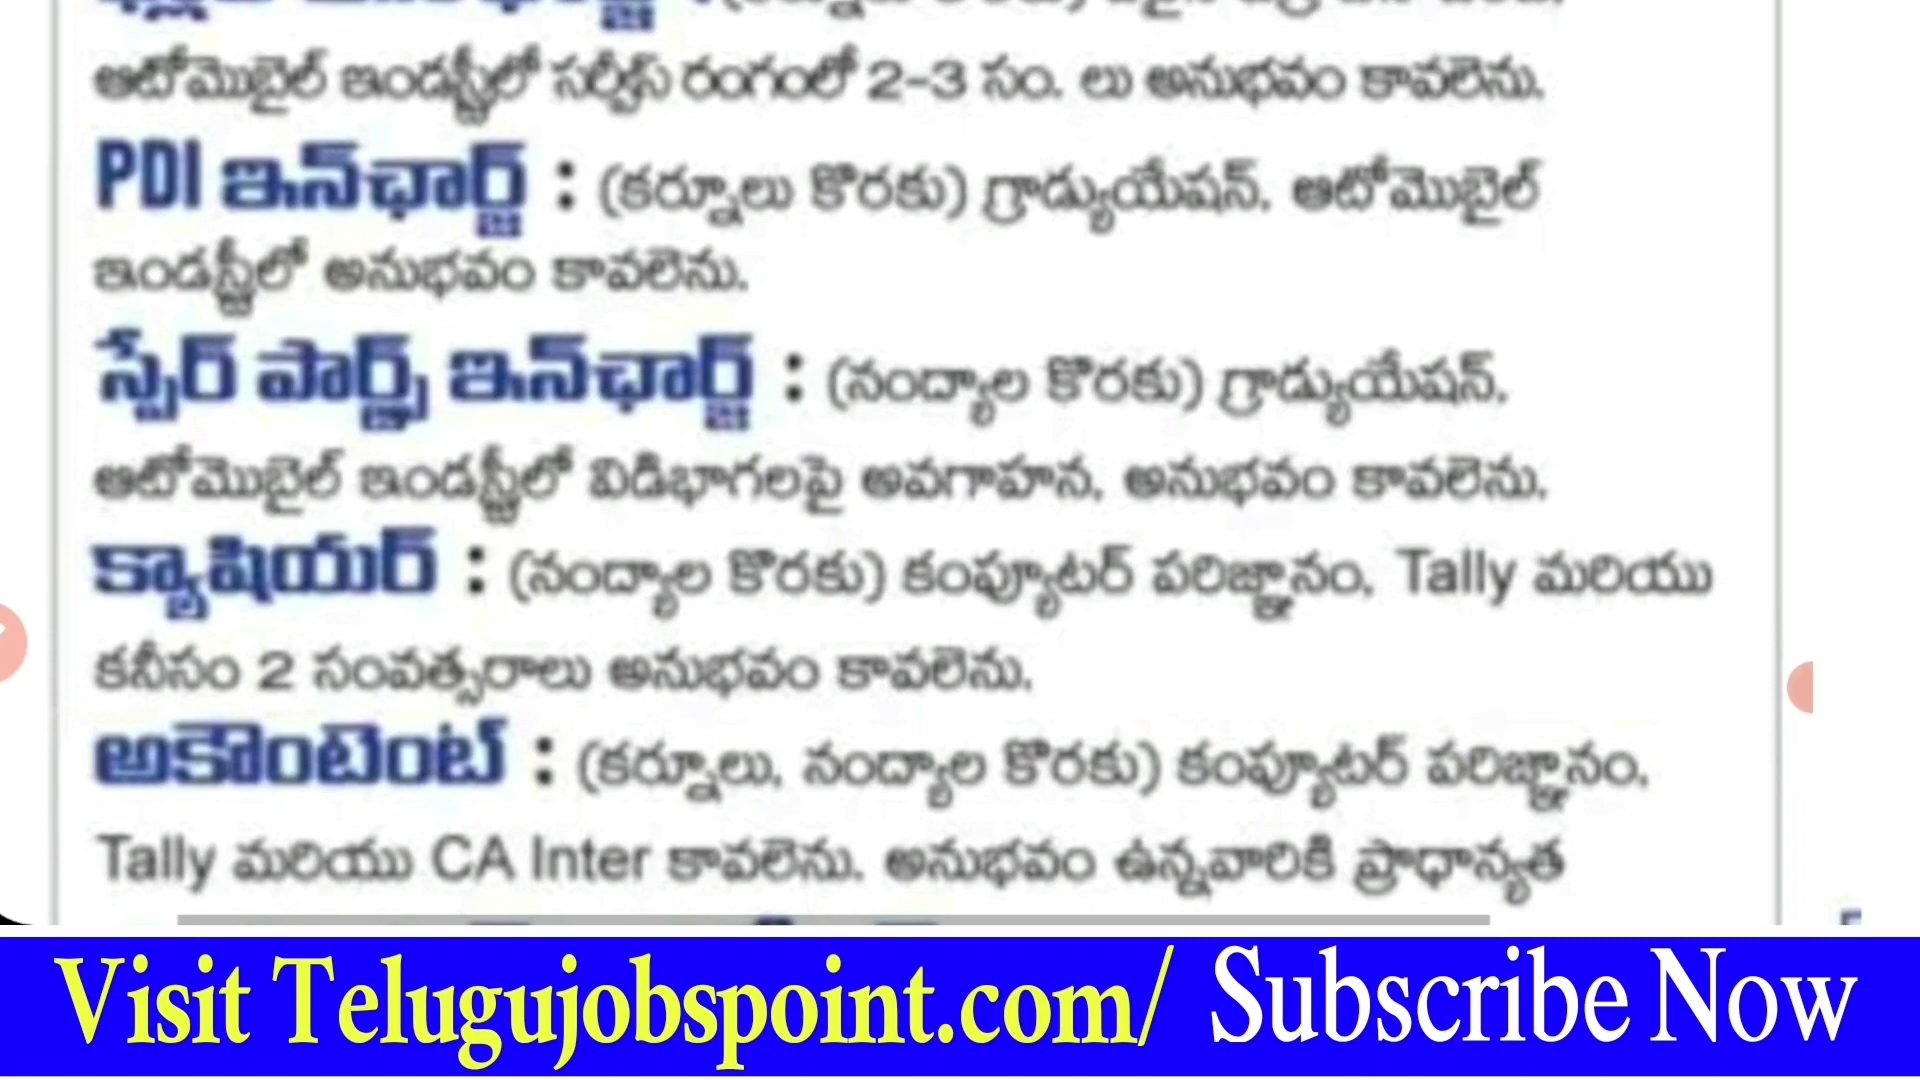 ఆటోమొబైల్ ఇండస్ట్రీలో సర్వీస్ రంగంలో 2-3 సం. లు అనుభవం కావలెను.
PDI ఇన్‌ఛార్జ్ : (కర్నూలు కొరకు) గ్రాడ్యుయేషన్. ఆటోమొబైల్
ఇండస్ట్రీలో అనుభవం కావలెను.
స్పేర్ పార్ట్స్ ఇన్‌ఛార్జ్ : (నంద్యాల కొరకు) గ్రాడ్యుయేషన్.
ఆటోమొబైల్ ఇండస్ట్రీలో విడిభాగలపై అవగాహన, అనుభవం కావలెను.
క్యాషియర్ : (నంద్యాల కొరకు) కంప్యూటర్ పరిజ్ఞానం, Tally మరియు
కనీసం 2 సంవత్సరాలు అనుభవం కావలెను.
అకౌంటెంట్ : (కర్నూలు, నంద్యాల కొరకు) కంప్యూటర్ పరిజ్ఞానం,
Tally మరియు CA Inter కావలెను. అనుభవం ఉన్నవారికి ప్రాధాన్యత
Visit Telugujobspoint.com/ Subscribe Now